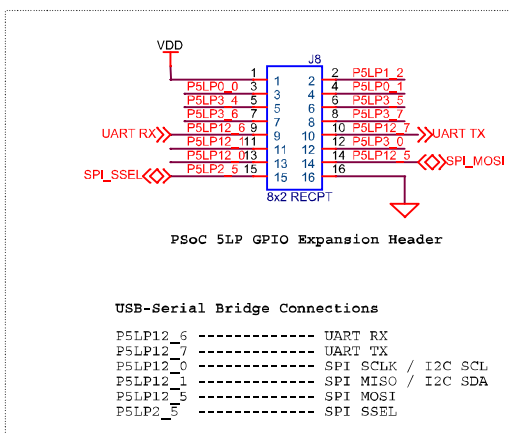 VDD
J8
1 1 2 2 P5LP1_2
P5LP0_0 3 3 4 4 P5LP0_1
P5LP3_4 5 5 6 6 P5LP3_5
P5LP3_6 7 7 8 8 P5LP3_7
UART RX P5LP12_6 9 9 10 10 P5LP12_7 UART TX
P5LP12_1 11 11 12 12 P5LP3_0
P5LP12_0 13 13 14 14 P5LP12_5 SPI_MOSI
SPI_SSEL P5LP2_5 15 15 16 16
8x2 RECPT
PSoC 5LP GPIO Expansion Header
USB-Serial Bridge Connections
P5LP12_6 -------------- UART RX
P5LP12_7 -------------- UART TX
P5LP12_0 -------------- SPI SCLK / I2C SCL
P5LP12_1 -------------- SPI MISO / I2C SDA
P5LP12_5 -------------- SPI MOSI
P5LP2_5 -------------- SPI SSEL